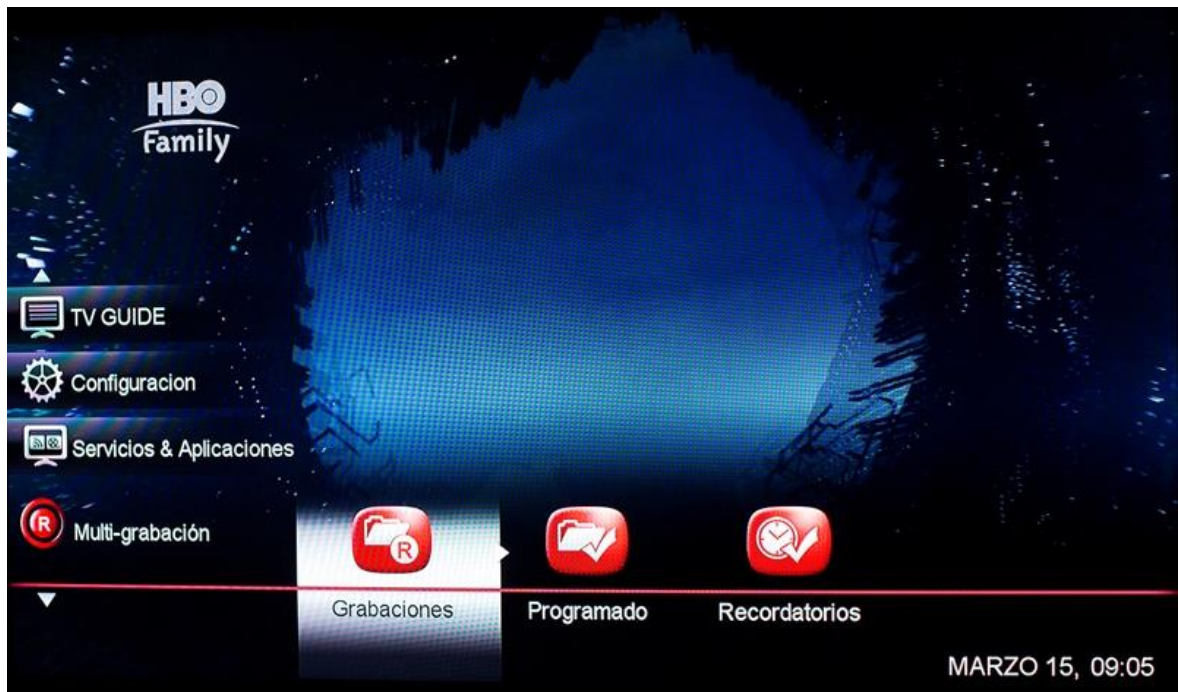 HBO
Family
TV GUIDE
Configuracion
Servicios & Aplicaciones
R
Multi-grabación
R
Grabaciones
Programado
Recordatorios
MARZO 15, 09:05